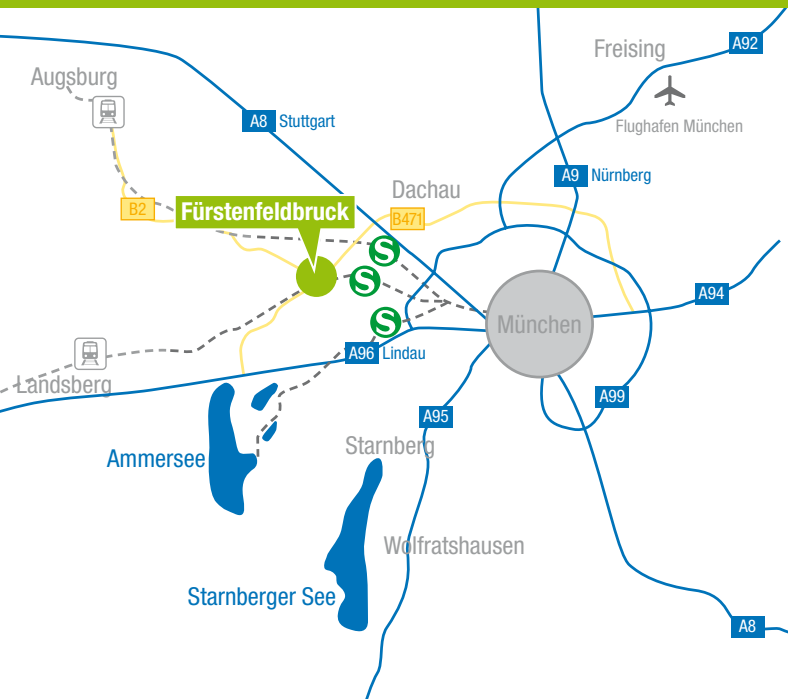 A92
Freising
Augsburg
A8 Stuttgart
Flughafen München
A9 Nürnberg
Dachau
B2
Fürstenfeldbruck
B471
S
S
A94
S
München
A96 Lindau
Landsberg
A99
A95
Starnberg
Ammersee
Wolfratshausen
Starnberger See
A8